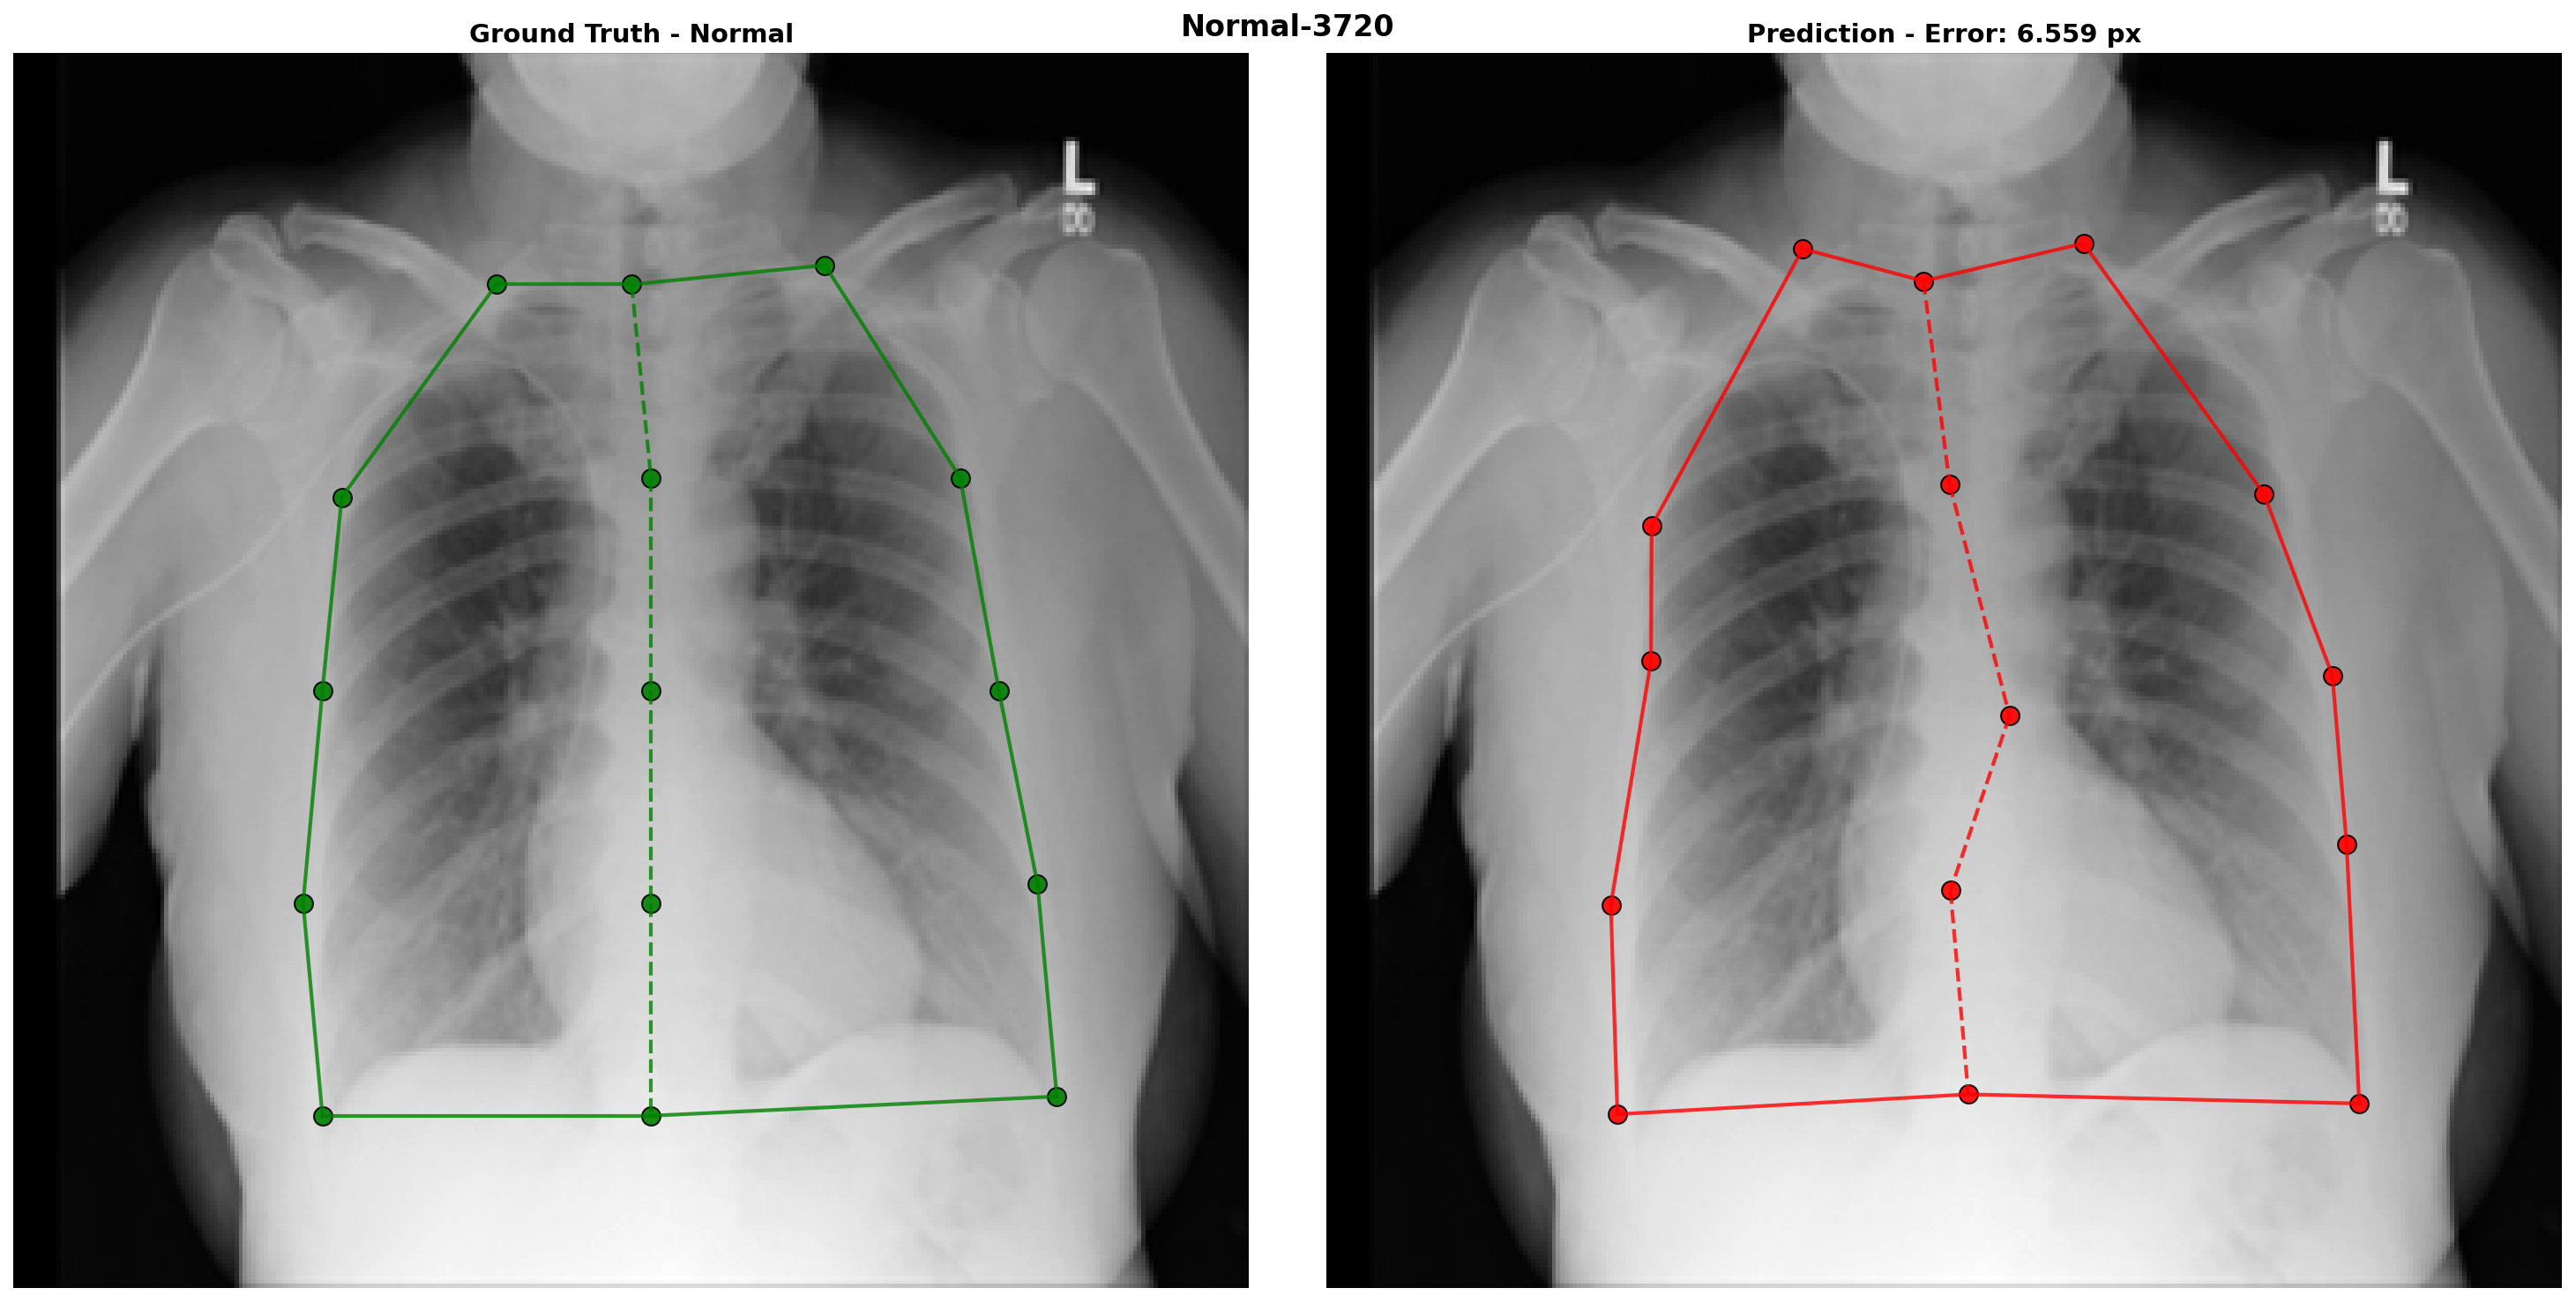 Normal-3720
Ground Truth - Normal
Prediction - Error: 6.559 px
L
L